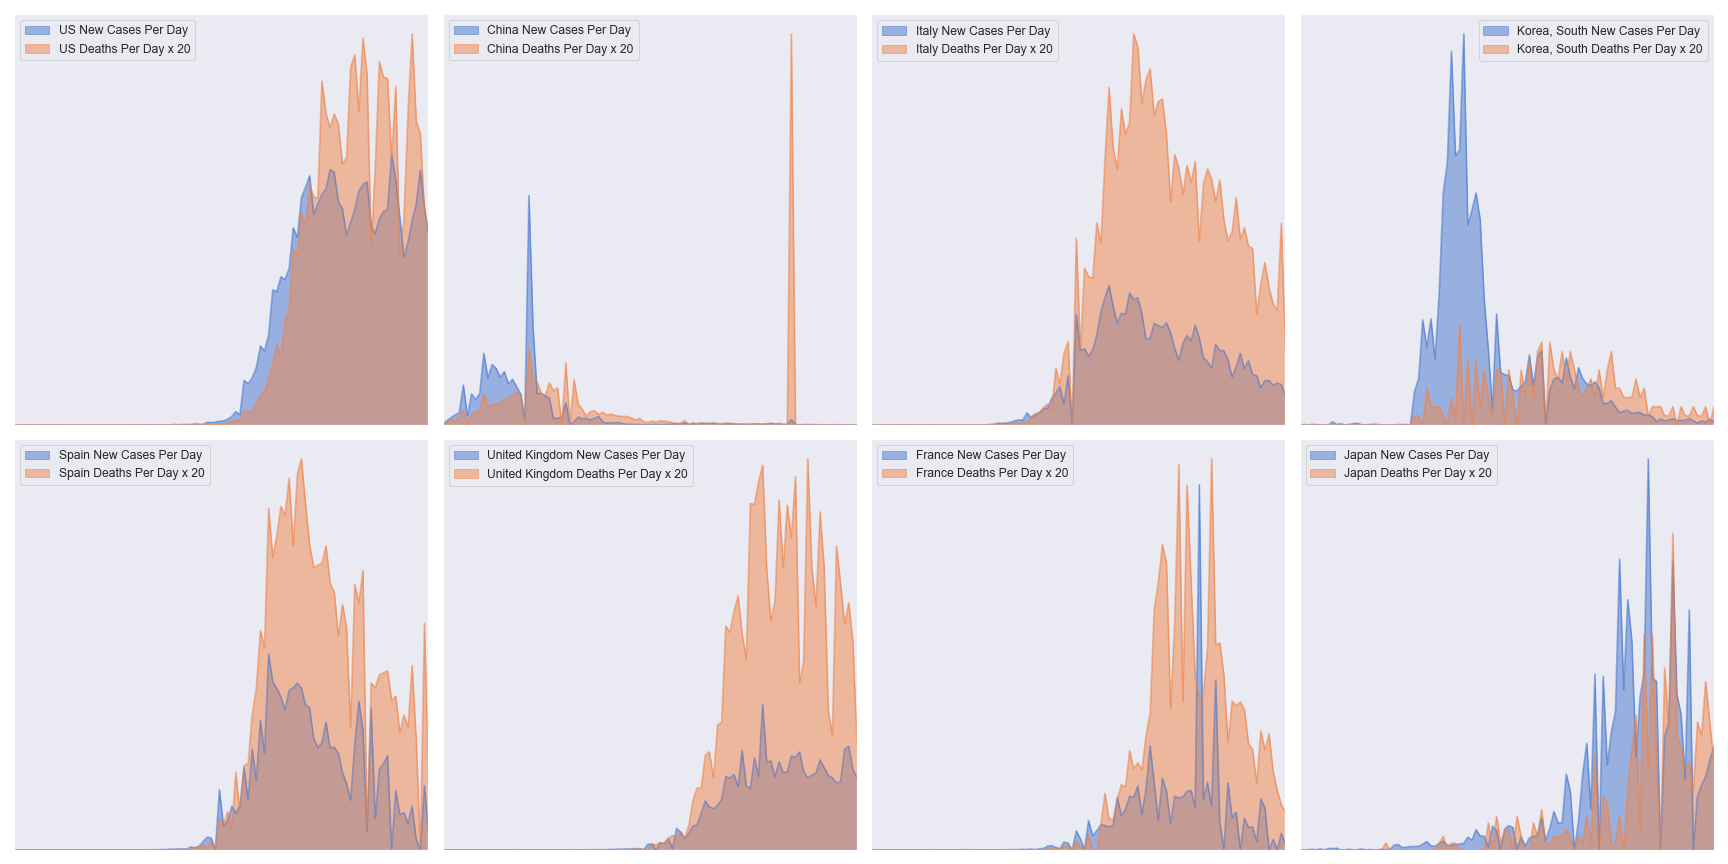 US New Cases Per Day
US Deaths Per Day x 20
China New Cases Per Day
China Deaths Per Day x 20
Italy New Cases Per Day
Italy Deaths Per Day x 20
Korea, South New Cases Per Day
Korea, South Deaths Per Day x 20
Spain New Cases Per Day
Spain Deaths Per Day x 20
United Kingdom New Cases Per Day
United Kingdom Deaths Per Day x 20
France New Cases Per Day
France Deaths Per Day x 20
Japan New Cases Per Day
Japan Deaths Per Day x 20